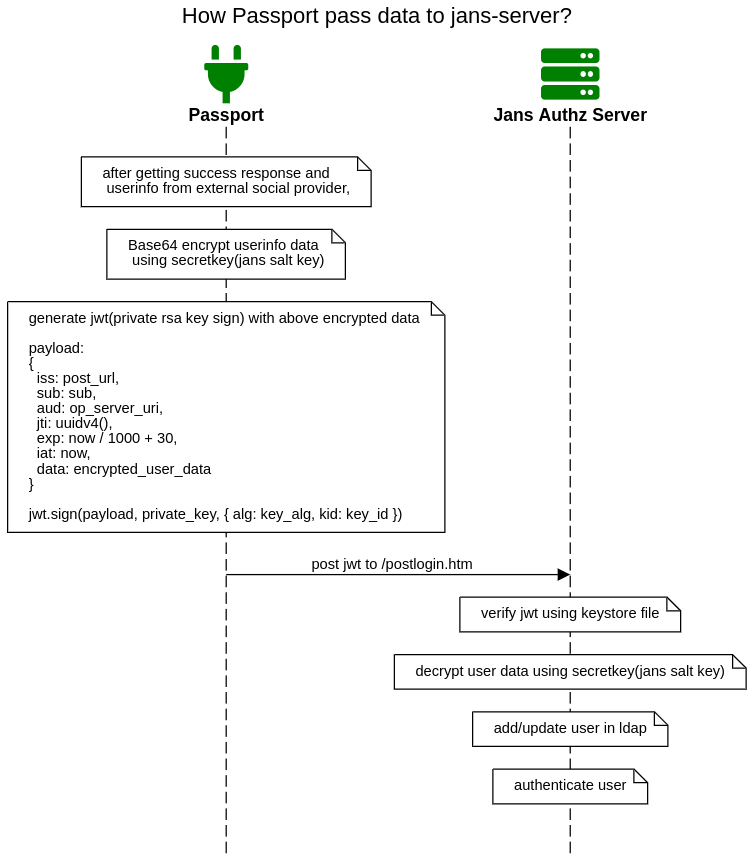 How Passport pass data to jans-server?
Passport
Jans Authz Server
after getting success response and
userinfo from external social provider,
Base64 encrypt userinfo data
using secretkey(jans salt key)
generate jwt(private rsa key sign) with above encrypted data
payload:
{
iss: post_url,
sub: sub,
aud: op_server_uri,
jti: uuidv4(),
exp: now / 1000 + 30,
iat: now,
data: encrypted_user_data
}
jwt.sign(payload, private_key, { alg: key_alg, kid: key_id })
post jwt to /postlogin.htm
verify jwt using keystore file
decrypt user data using secretkey(jans salt key)
add/update user in ldap
authenticate user